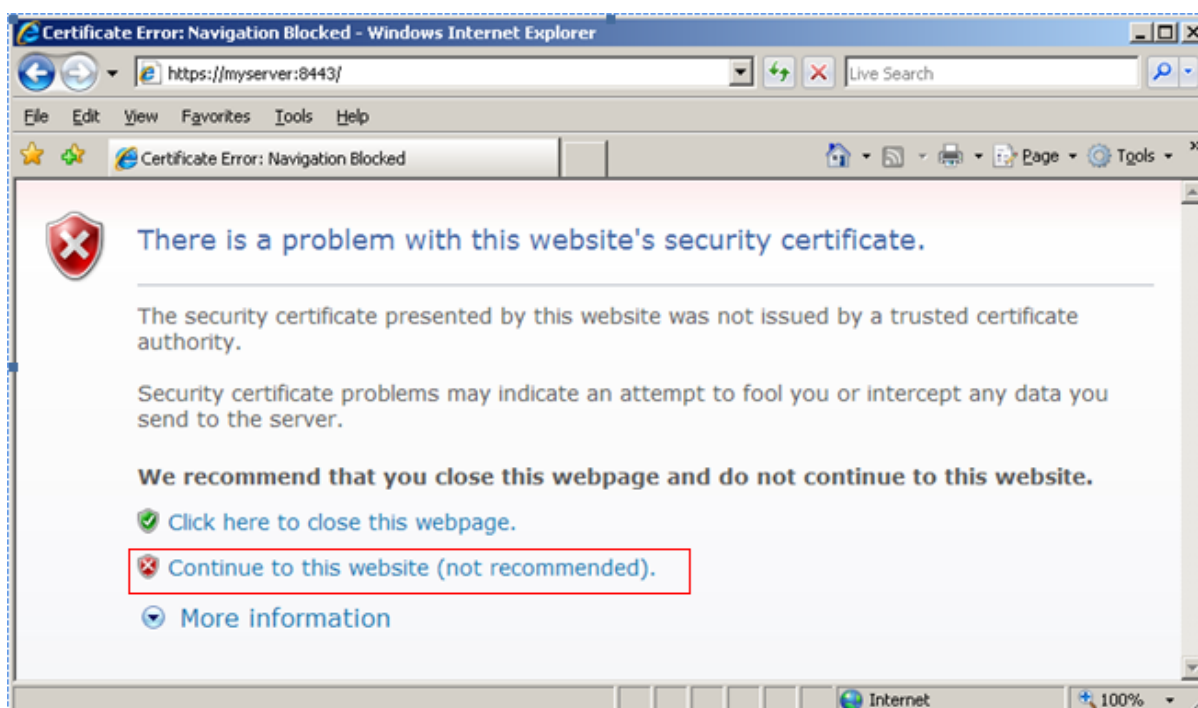 Certificate Error: Navigation Blocked - Windows Internet Explorer
https://myserver:8443/
Live Search
File Edit View Favorites Tools Help
Certificate Error: Navigation Blocked
Page
Tools
There is a problem with this website's security certificate.
The security certificate presented by this website was not issued by a trusted certificate
authority.
Security certificate problems may indicate an attempt to fool you or intercept any data you
send to the server.
We recommend that you close this webpage and do not continue to this website.
Click here to close this webpage.
Continue to this website (not recommended).
More information
Internet
100%